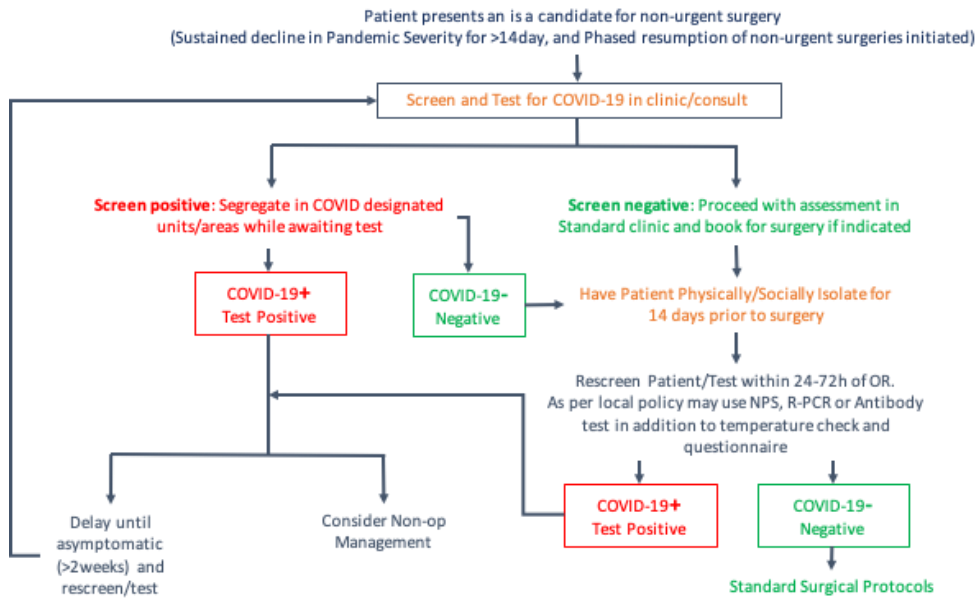 Patient presents an is a candidate for non-urgent surgery
(Sustained decline in Pandemic Severity for >14day, and Phased resumption of non-urgent surgeries initiated)
Screen and Test for COVID-19 in clinic/consult
Screen positive: Segregate in COVID designated
units/areas while awaiting test
Screen negative: Proceed with assessment in
Standard clinic and book for surgery if indicated
COVID-19+
Test Positive
COVID-19-
Negative
Have Patient Physically/Socially Isolate for
14 days prior to surgery
Rescreen Patient/Test within 24-72h of OR.
As per local policy may use NPS, R-PCR or Antibody
test in addition to temperature check and
questionnaire
COVID-19+
Test Positive
COVID-19-
Negative
Delay until
asymptomatic
(>2weeks) and
rescreen/test
Consider Non-op
Management
Standard Surgical Protocols